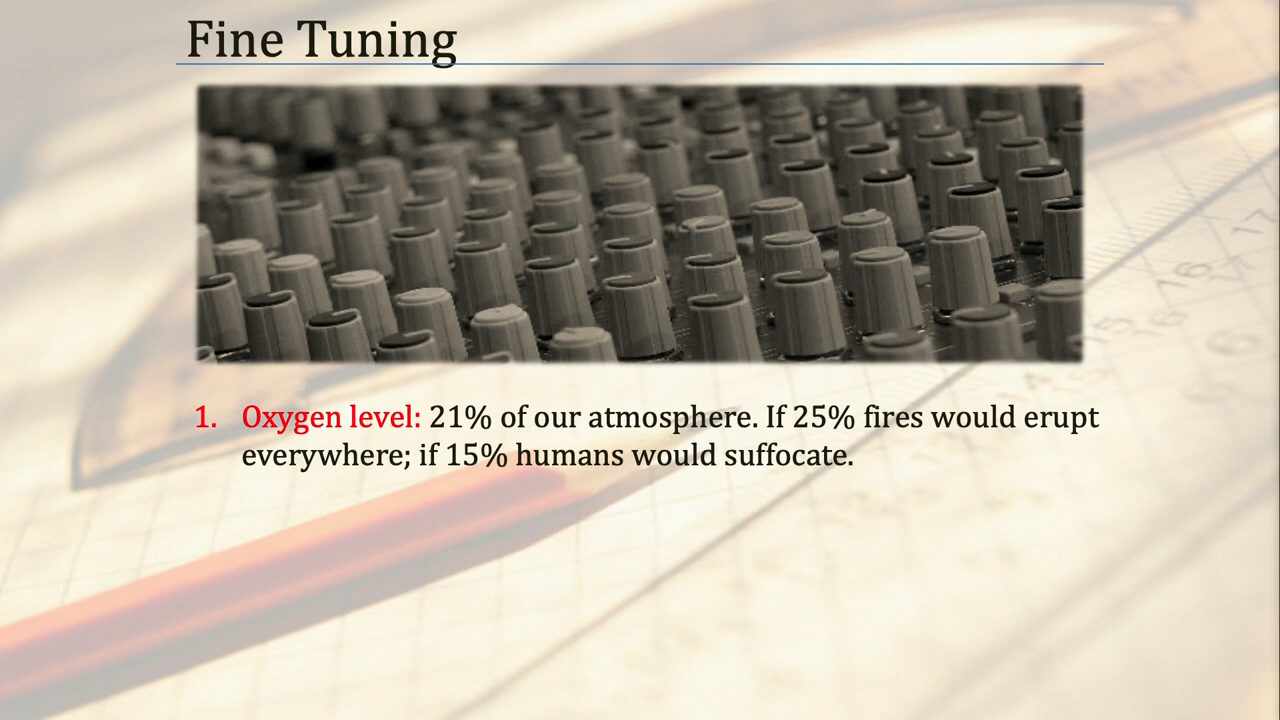 Fine Tuning
1. Oxygen level: 21% of our atmosphere. If 25% fires would erupt
everywhere; if 15% humans would suffocate.